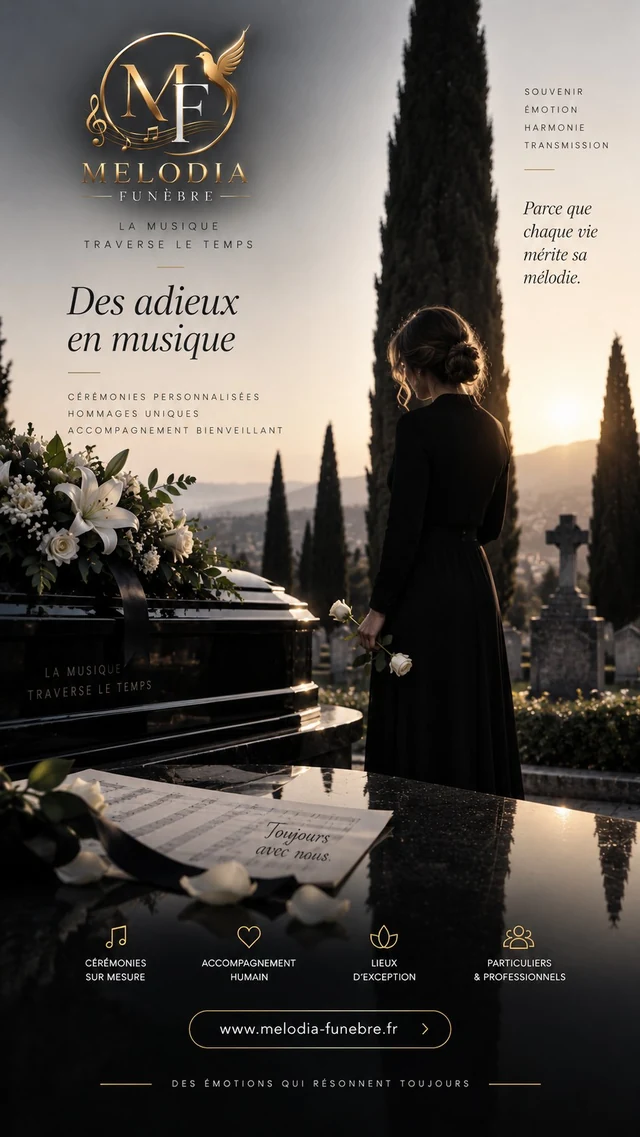 MF
MELODIA
FUNÈBRE
LA MUSIQUE
TRAVERSE LE TEMPS
Des adieux
en musique
CÉRÉMONIES PERSONNALISÉES
HOMMAGES UNIQUES
ACCOMPAGNEMENT BIENVEILLANT
SOUVENIR
ÉMOTION
HARMONIE
TRANSMISSION
Parce que
chaque vie
mérite sa
mélodie.
LA MUSIQUE
TRAVERSE LE TEMPS
Toujours
avec nous.
CÉRÉMONIES
SUR MESURE
ACCOMPAGNEMENT
HUMAIN
LIEUX
D'EXCEPTION
PARTICULIERS
& PROFESSIONNELS
www.melodia-funebre.fr
DES ÉMOTIONS QUI RÉSONNENT TOUJOURS